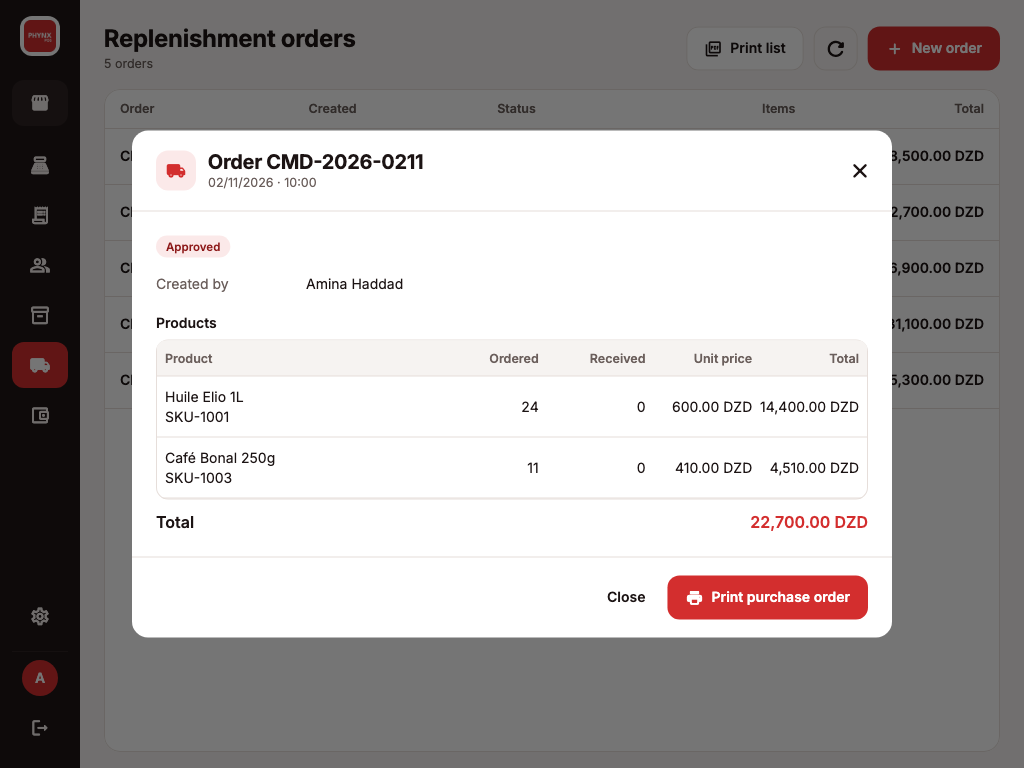 PHYNX
Replenishment orders
5 orders
Print list
New order
Order Created Status Items Total
8,500.00 DZD
2,700.00 DZD
6,900.00 DZD
31,100.00 DZD
5,300.00 DZD
Order CMD-2026-0211
02/11/2026 · 10:00
Approved
Created by Amina Haddad
Products
Product Ordered Received Unit price Total
Huile Elio 1L
SKU-1001
24 0 600.00 DZD 14,400.00 DZD
Café Bonal 250g
SKU-1003
11 0 410.00 DZD 4,510.00 DZD
Total 22,700.00 DZD
Close
Print purchase order
A